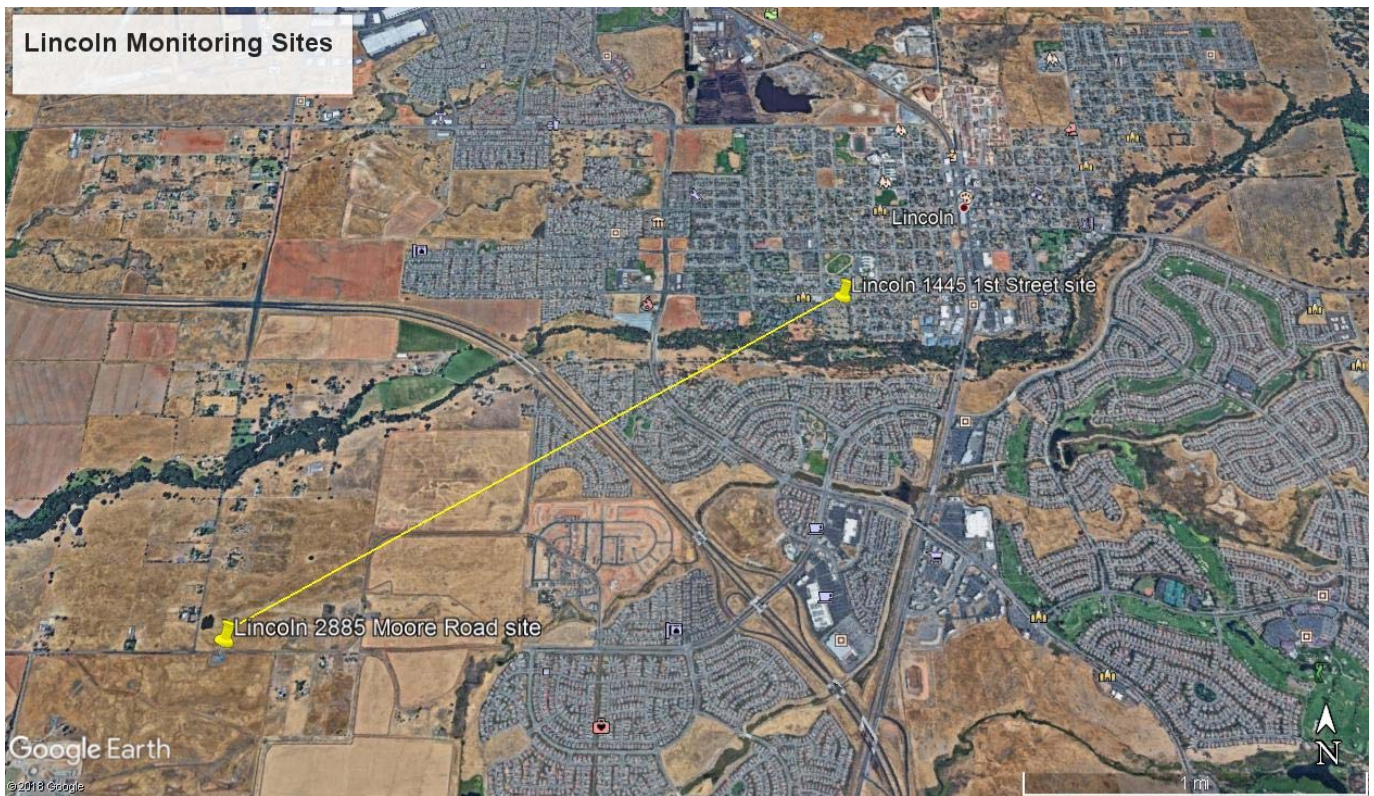 Lincoln Monitoring Sites
Lincoln
Lincoln 1445 1st Street site
Lincoln 2885 Moore Road site
Google Earth
©2018 Google
N
1 mi